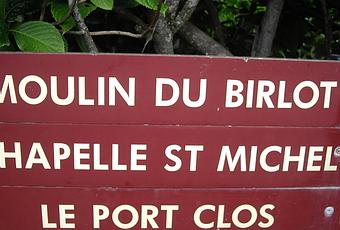 MOULIN DU BIRLOT
HAPELLE ST MICHEL
LE PORT CLOS